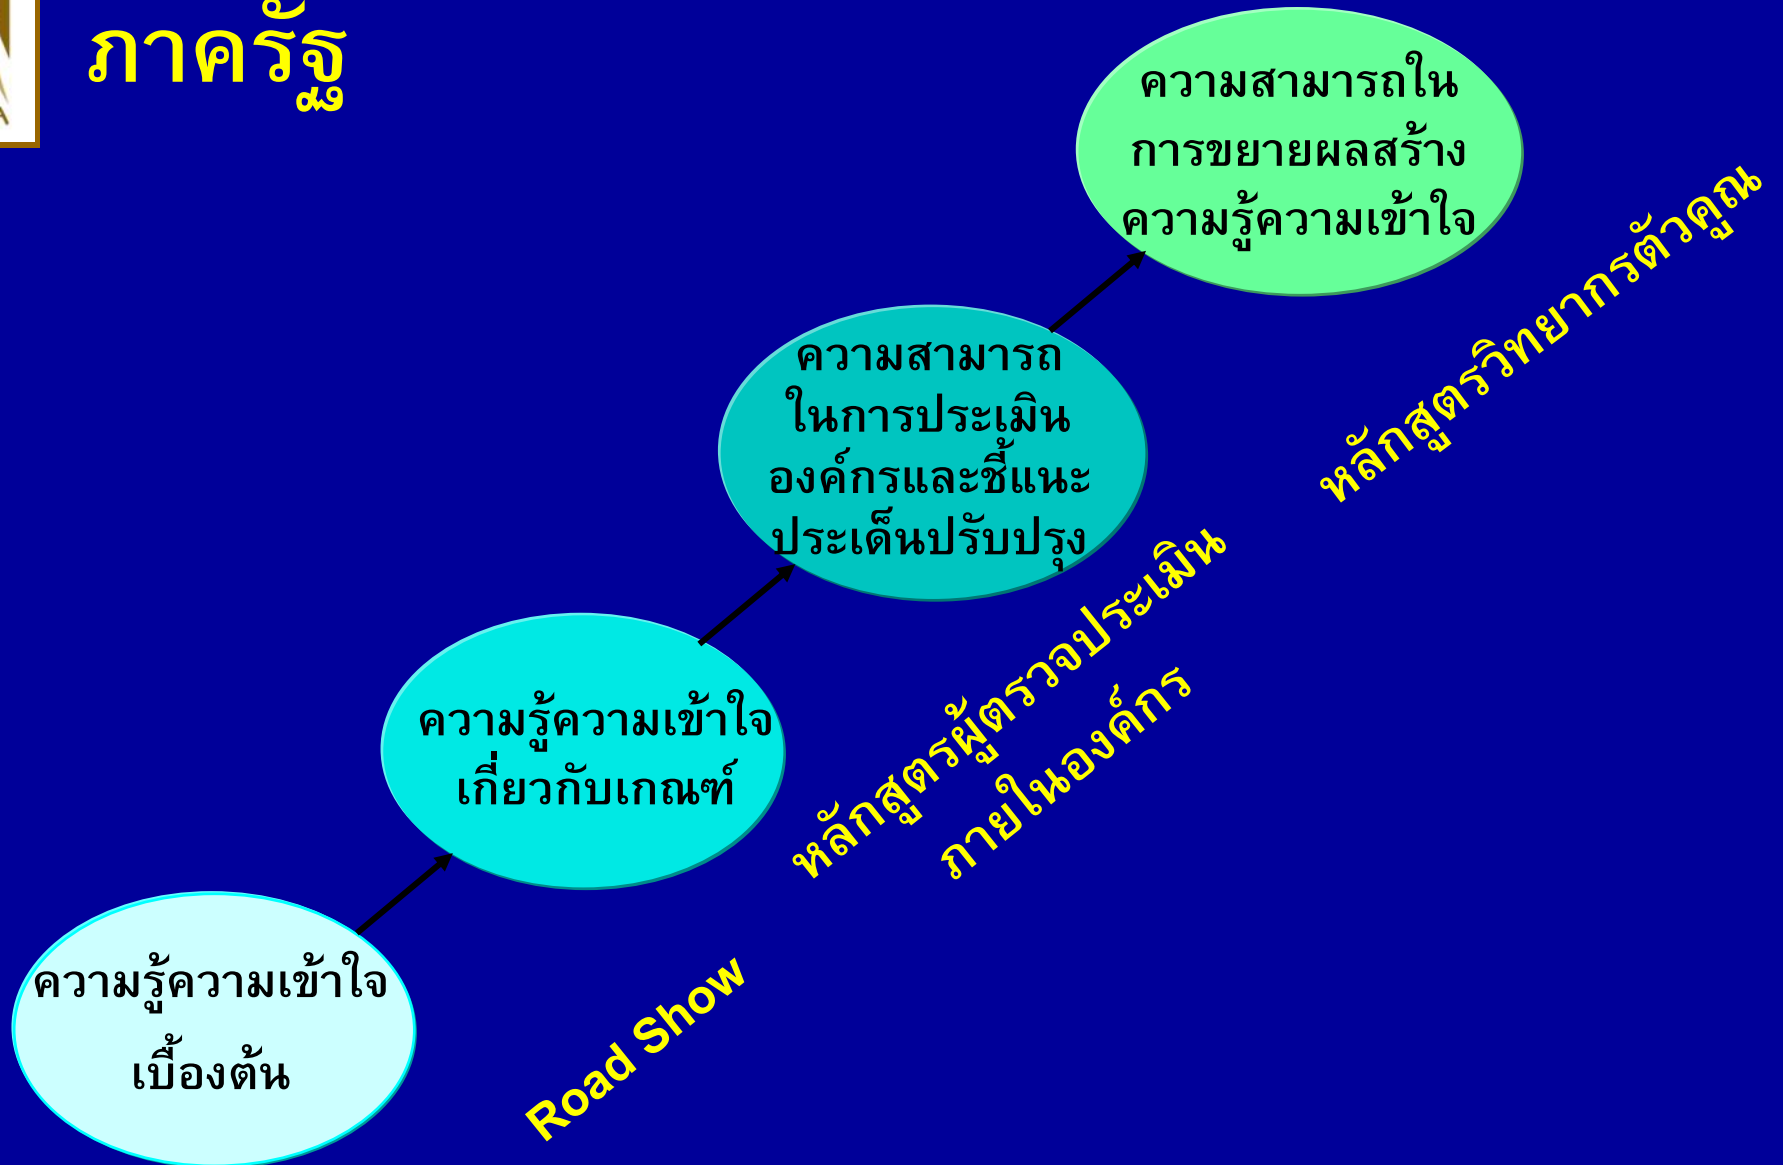 ภาครัฐ
ความสามารถใน
การขยายผลสร้าง
ความรู้ความเข้าใจ
หลักสูตรวิทยากรตัวคูณ
ความสามารถ
ในการประเมิน
องค์กรและชี้แนะ
ประเด็นปรับปรุง
หลักสูตรผู้ตรวจประเมิน
ภายในองค์กร
ความรู้ความเข้าใจ
เกี่ยวกับเกณฑ์
ความรู้ความเข้าใจ
เบื้องต้น
Road Show